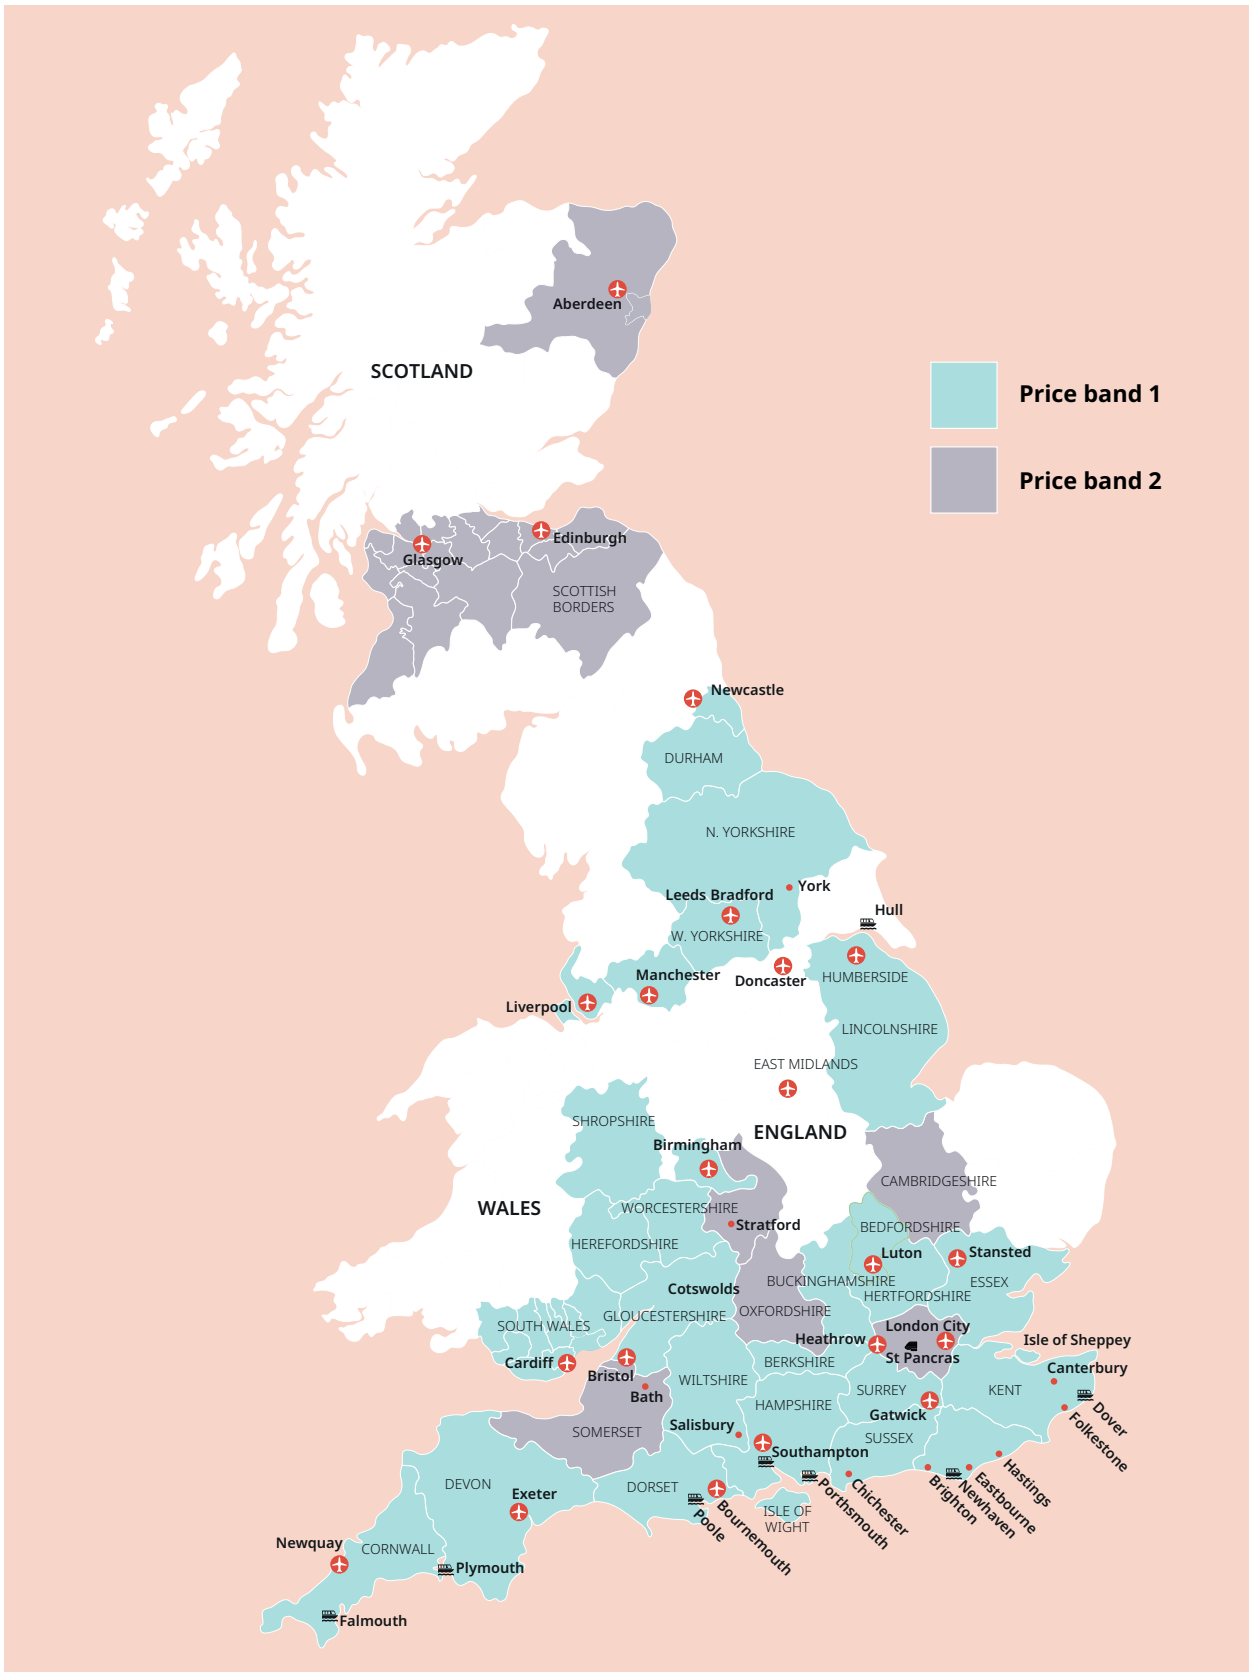 Aberdeen
SCOTLAND
Price band 1
Price band 2
Edinburgh
Glasgow
SCOTTISH
BORDERS
Newcastle
DURHAM
N. YORKSHIRE
York
Leeds Bradford
Hull
W. YORKSHIRE
Manchester
Doncaster
HUMBERSIDE
Liverpool
LINCOLNSHIRE
EAST MIDLANDS
SHROPSHIRE
ENGLAND
Birmingham
CAMBRIDGESHIRE
WALES
WORCESTERSHIRE
Stratford
BEDFORDSHIRE
HEREFORDSHIRE
Luton
Stansted
BUCKINGHAMSHIRE
ESSEX
Cotswolds
HERTFORDSHIRE
OXFORDSHIRE
GLOUCESTERSHIRE
SOUTH WALES
London City
Heathrow
Isle of Sheppey
St Pancras
Cardiff
BERKSHIRE
Canterbury
Bristol
WILTSHIRE
SURREY
KENT
Bath
HAMPSHIRE
Gatwick
Dover
Folkestone
Salisbury
SOMERSET
SUSSEX
Southampton
Hastings
Eastbourne
Newhaven
Brighton
Chichester
Porthsmouth
DEVON
Exeter
DORSET
Poole
Bournemouth
ISLE OF
WIGHT
Newquay
CORNWALL
Plymouth
Falmouth